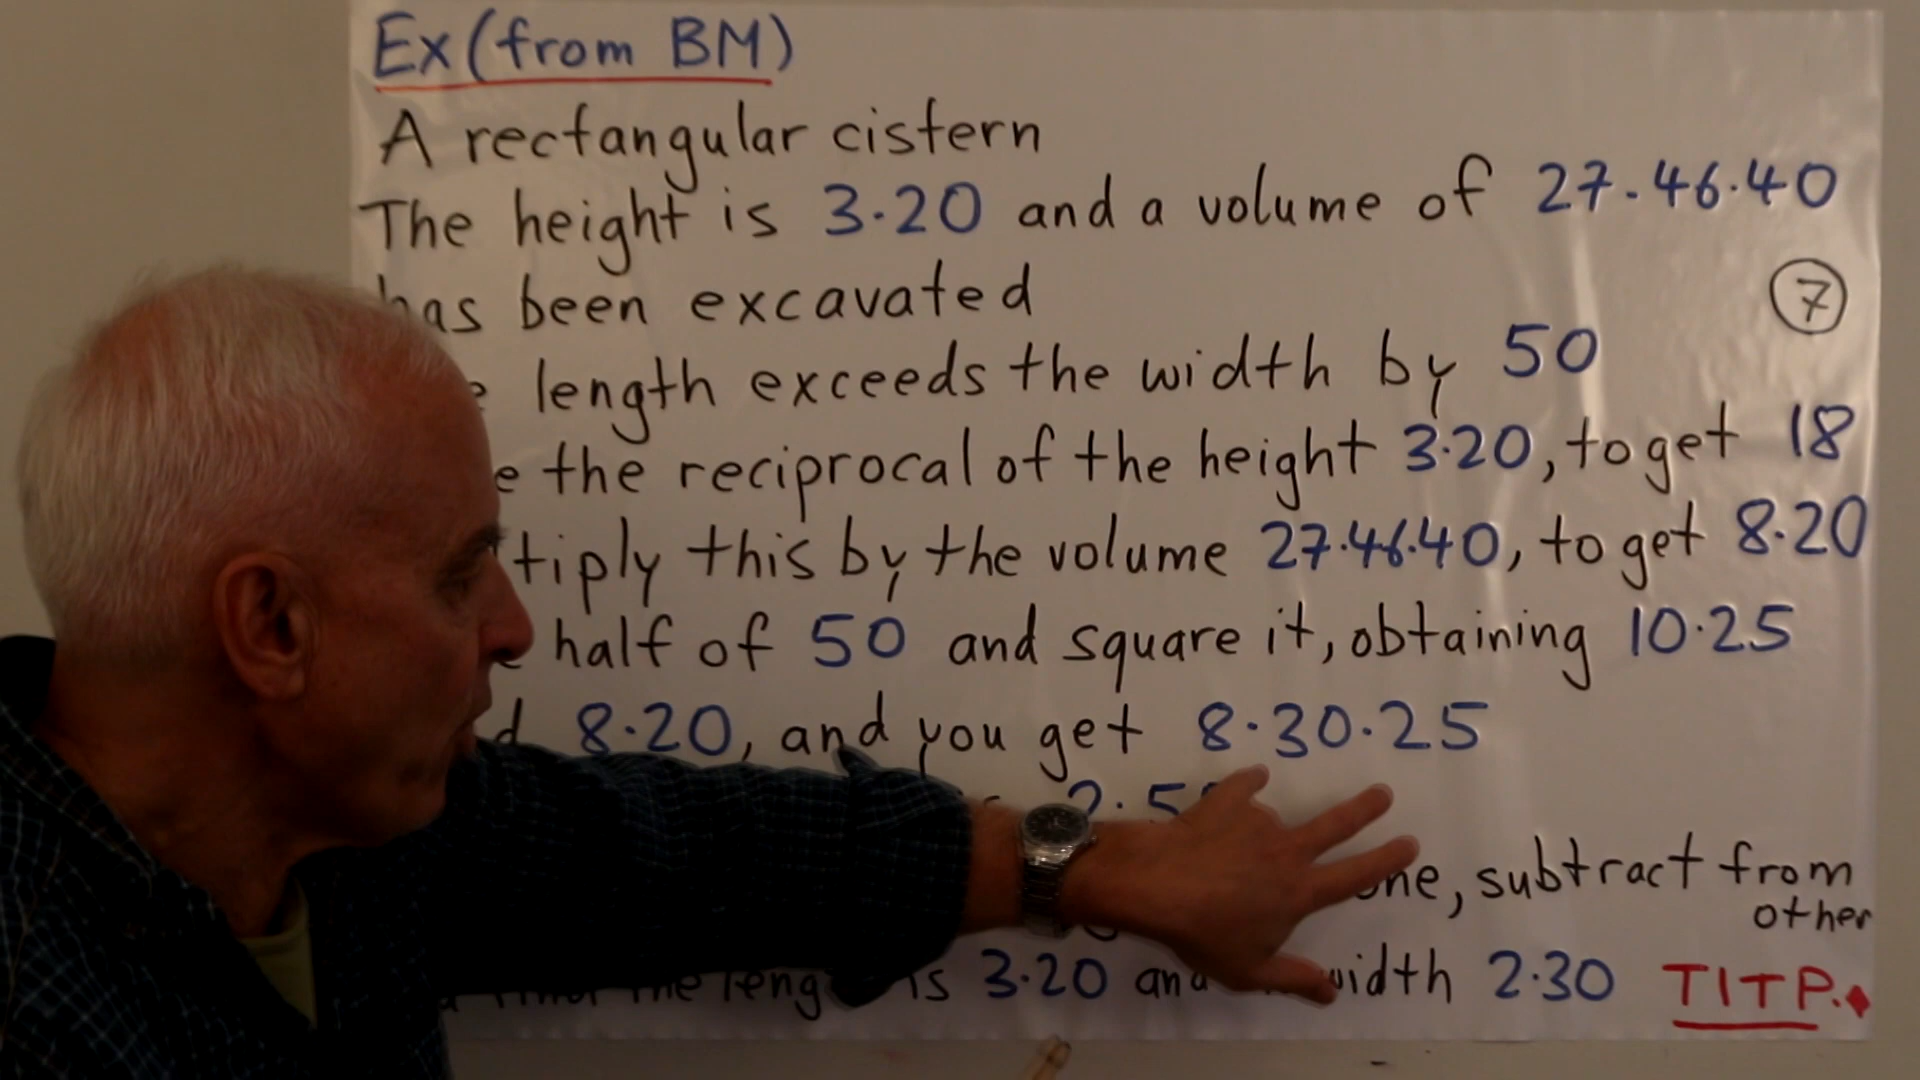 Ex (from BM)
A rectangular cistern
The height is 3.20 and a volume of 27.46.40
has been excavated
7
length exceeds the width by 50
the reciprocal of the height 3.20, to get 18
this by the volume 27.46.40, to get 8.20
half of 50 and square it, obtaining 10.25
8.20, and you get 8.30.25
, subtract from
other
is 3.20 and width 2.30 TITP.